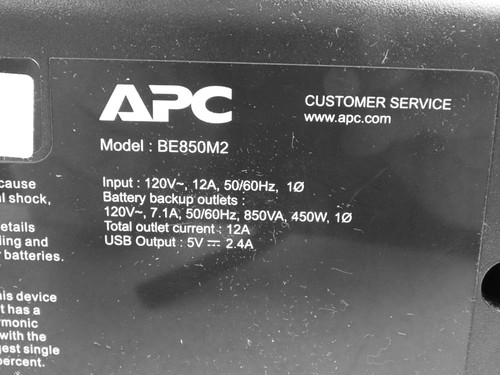 APC
CUSTOMER SERVICE
www.apc.com
Model : BE850M2
Input : 120V~, 12A, 50/60Hz, 1Ø
Battery backup outlets :
120V~, 7.1A, 50/60Hz, 850VA, 450W, 1Ø
Total outlet current : 12A
USB Output : 5V ⎓ 2.4A
cause
al shock,
etails
ling and
batteries.
his device
t has a
rmonic
with the
gest single
percent.